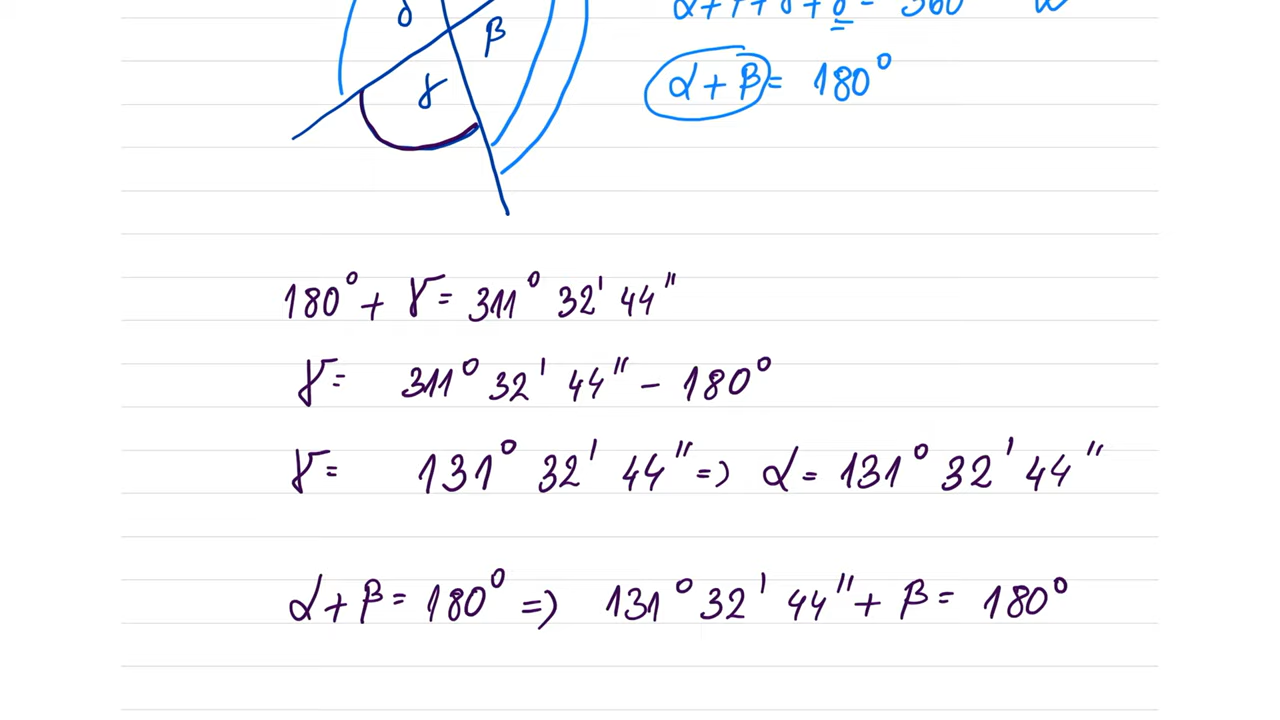 δ
β
γ
α + β = 180°
180° + γ = 311° 32' 44"
γ = 311° 32' 44" - 180°
γ = 131° 32' 44" => α = 131° 32' 44"
α + β = 180° => 131° 32' 44" + β = 180°